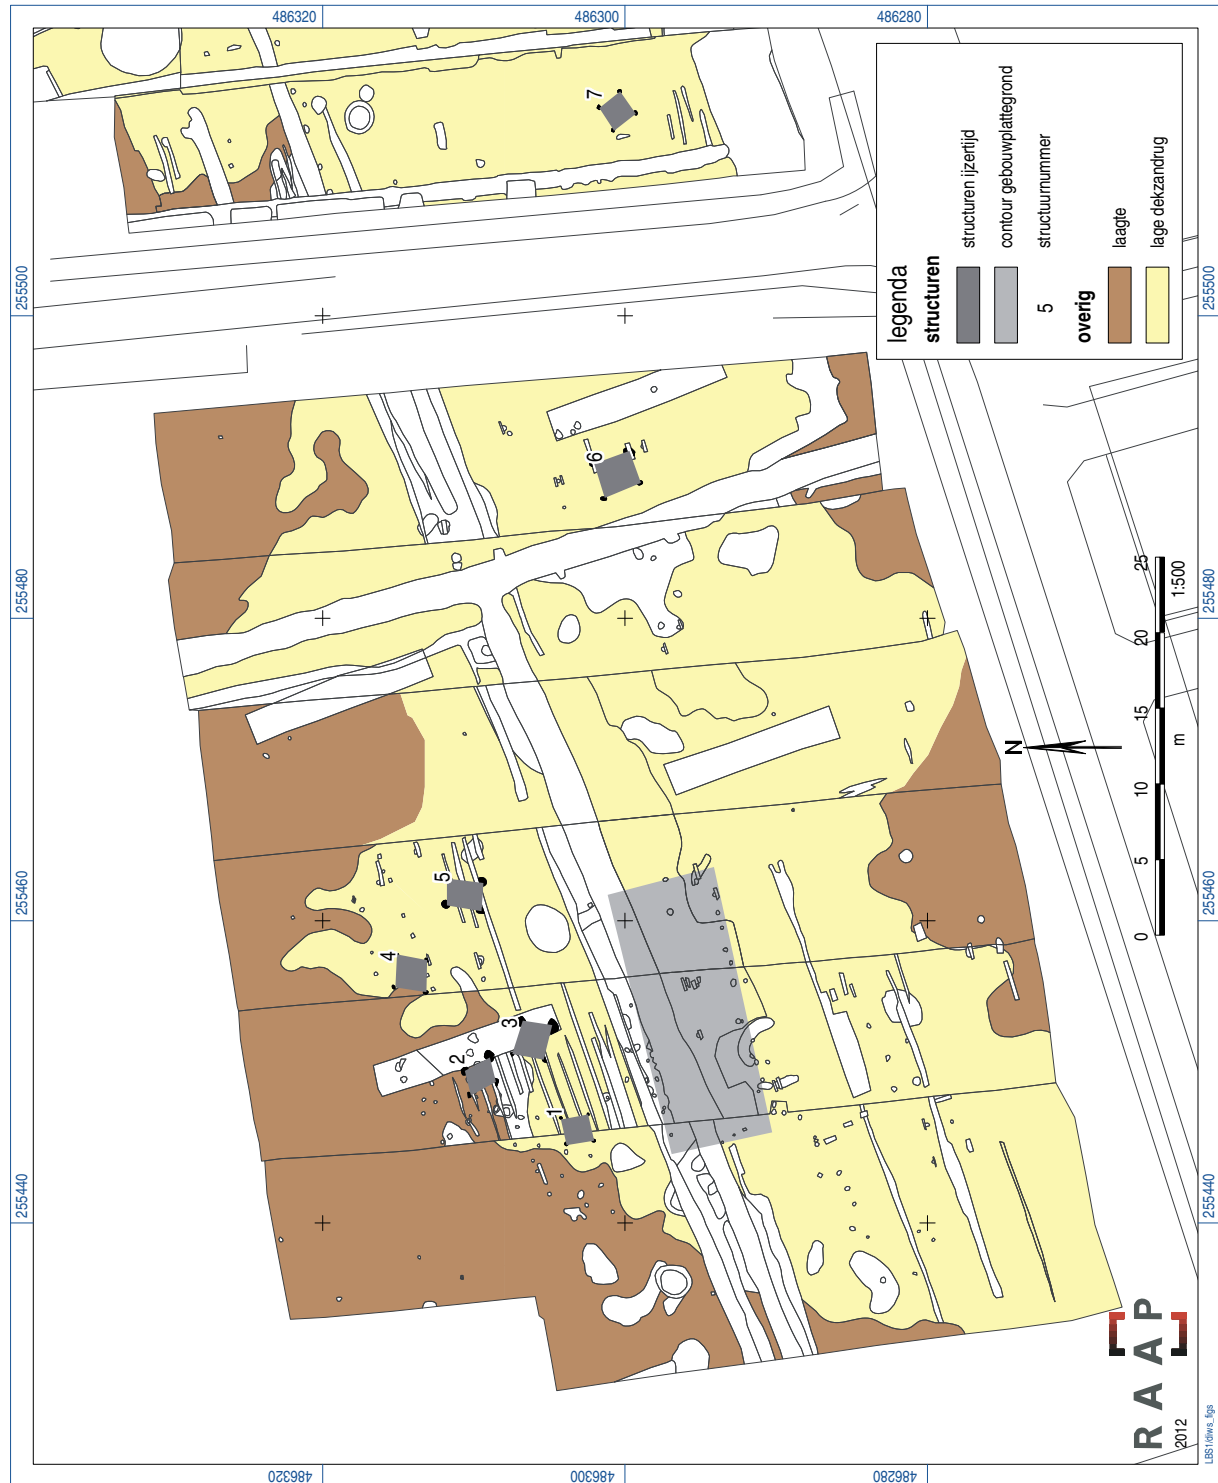 486320
486300
486280
255500
255480
255460
255440
7
6
5
4
3
2
1
legenda
structuren
structuren ijzertijd
contour gebouwplattegrond
5 structuurnummer
overig
laagte
lage dekzandrug
N
0 5 10 15 20 25
m
1:500
255500
255480
255460
255440
486320
486300
486280
RAAP
2012
LBS1/diws_figs